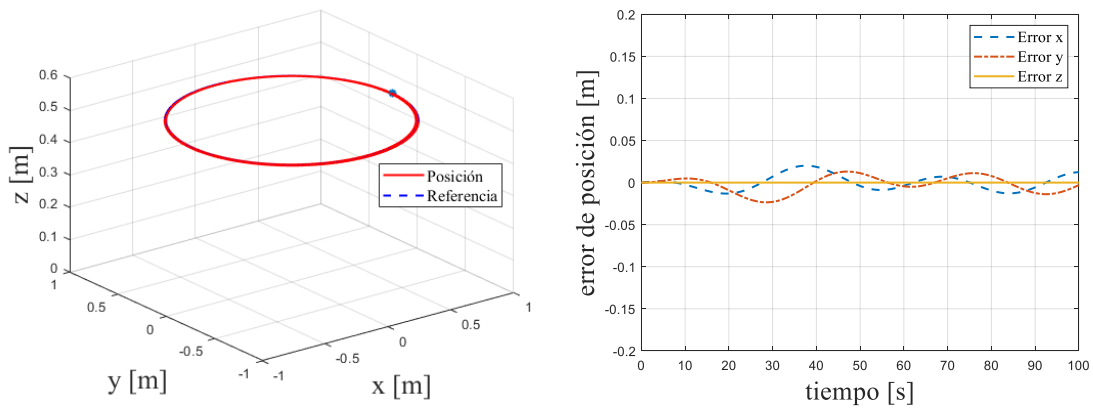 0.6
0.5
0.4
0.3
0.2
0.1
0
z [m]
1
0.5
0
-0.5
-1
y [m]
-1
-0.5
0
0.5
1
x [m]
Posición
Referencia
0.2
0.15
0.1
0.05
0
-0.05
-0.1
-0.15
-0.2
error de posición [m]
0 10 20 30 40 50 60 70 80 90 100
tiempo [s]
Error x
Error y
Error z